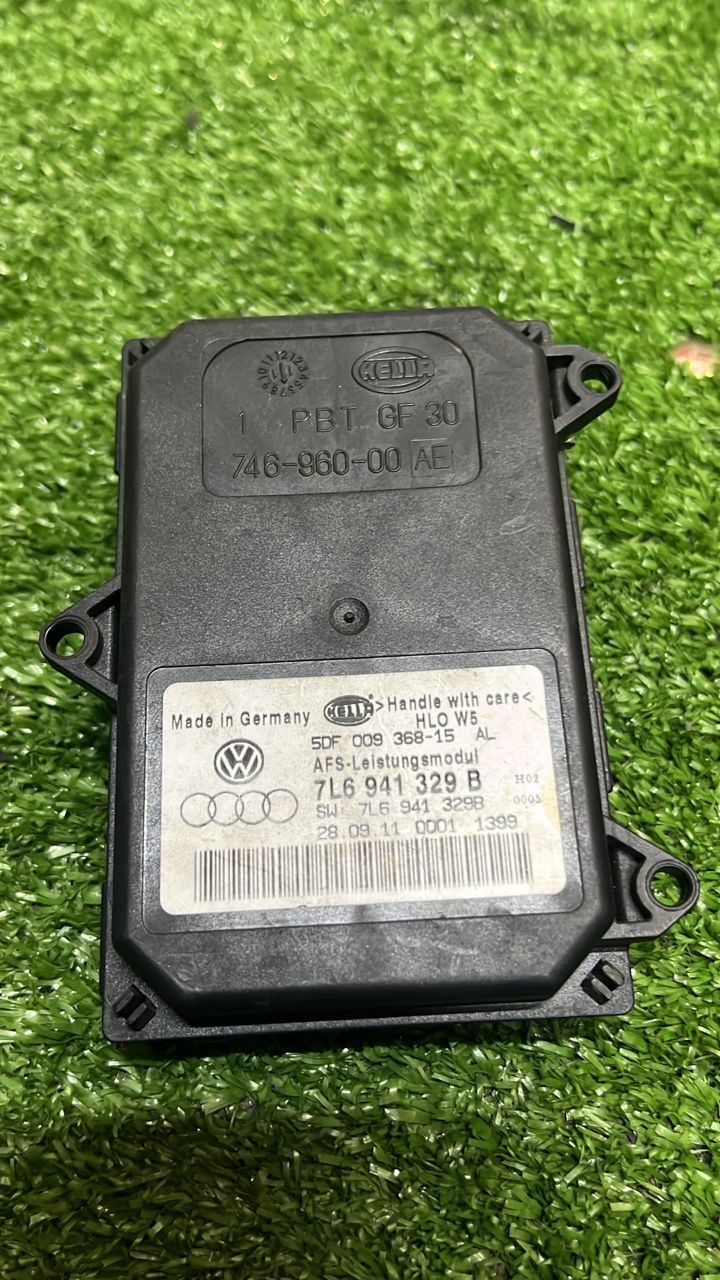 HELLA
1 PBT GF 30
746-960-00 AE
Made in Germany HELLA >Handle with care<
HLO W5
5DF 009 368-15 AL
AFS-Leistungsmodul
7L6 941 329 B H02
SW: 7L6 941 329B 0003
28.09.11 0001 1399